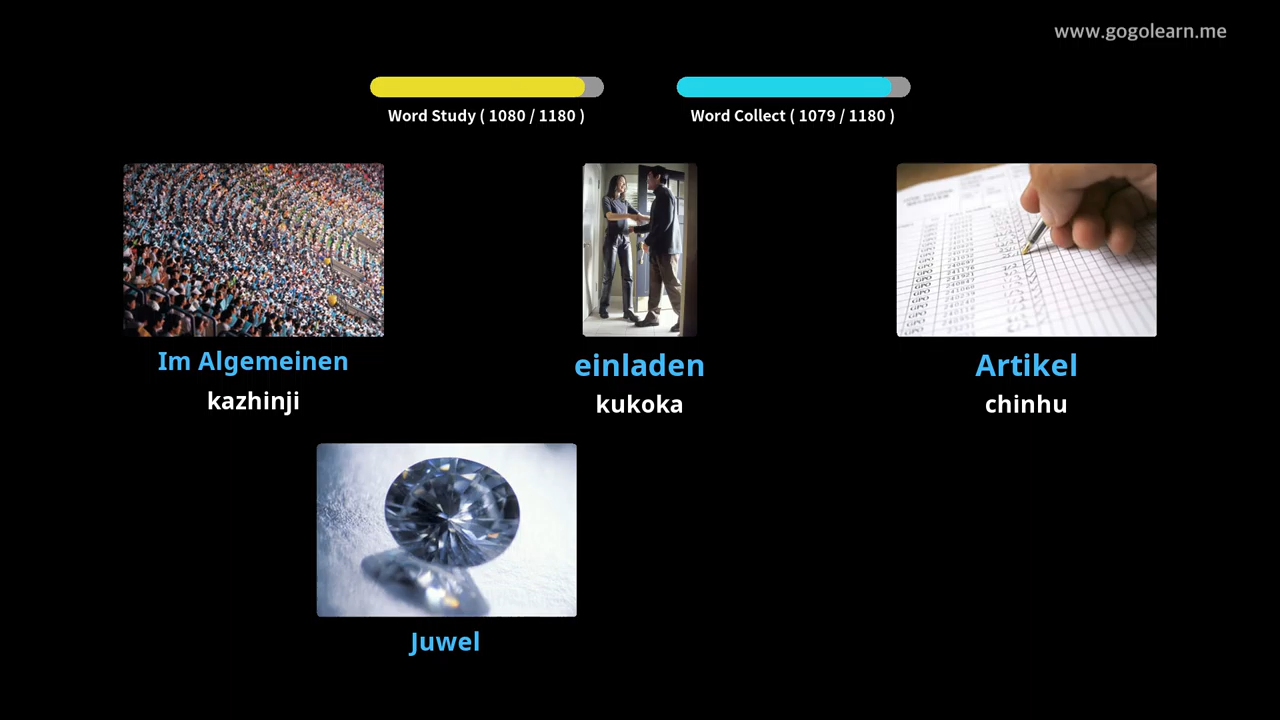 www.gogolearn.me
Word Study ( 1080 / 1180 )
Word Collect ( 1079 / 1180 )
Im Algemeinen
kazhinji
einladen
kukoka
Artikel
chinhu
Juwel